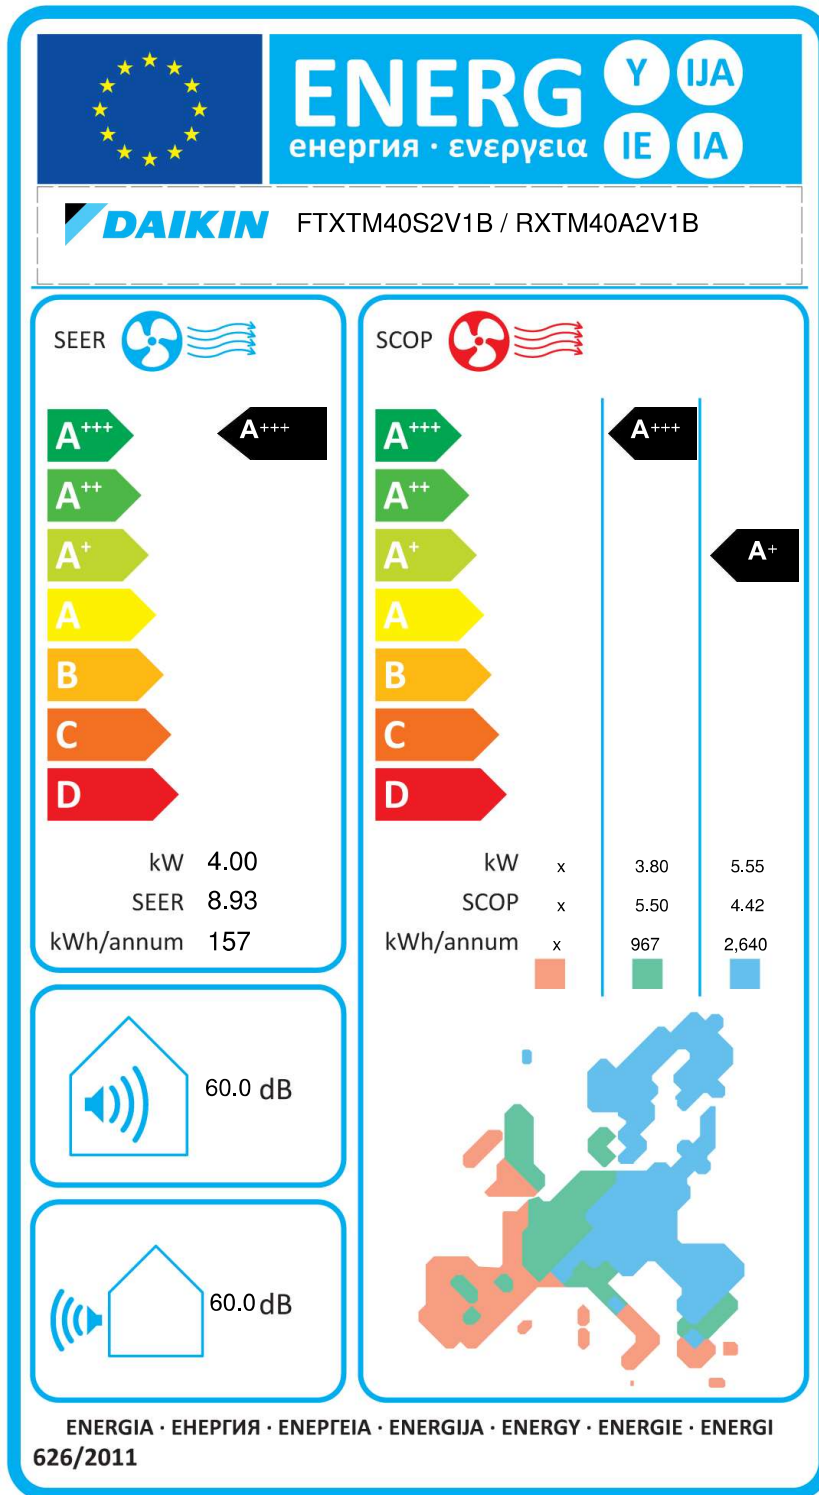 ENERG
енергия · ενεργεια
Y IJA
IE IA
DAIKIN FTXTM40S2V1B / RXTM40A2V1B
SEER
A+++ A+++
A++
A+
A
B
C
D
kW 4.00
SEER 8.93
kWh/annum 157
SCOP
A+++ A+++
A++
A+ A+
A
B
C
D
kW x 3.80 5.55
SCOP x 5.50 4.42
kWh/annum x 967 2,640
60.0 dB
60.0 dB
ENERGIA · ЕНЕРГИЯ · ΕΝΕΡΓΕΙΑ · ENERGIJA · ENERGY · ENERGIE · ENERGI
626/2011